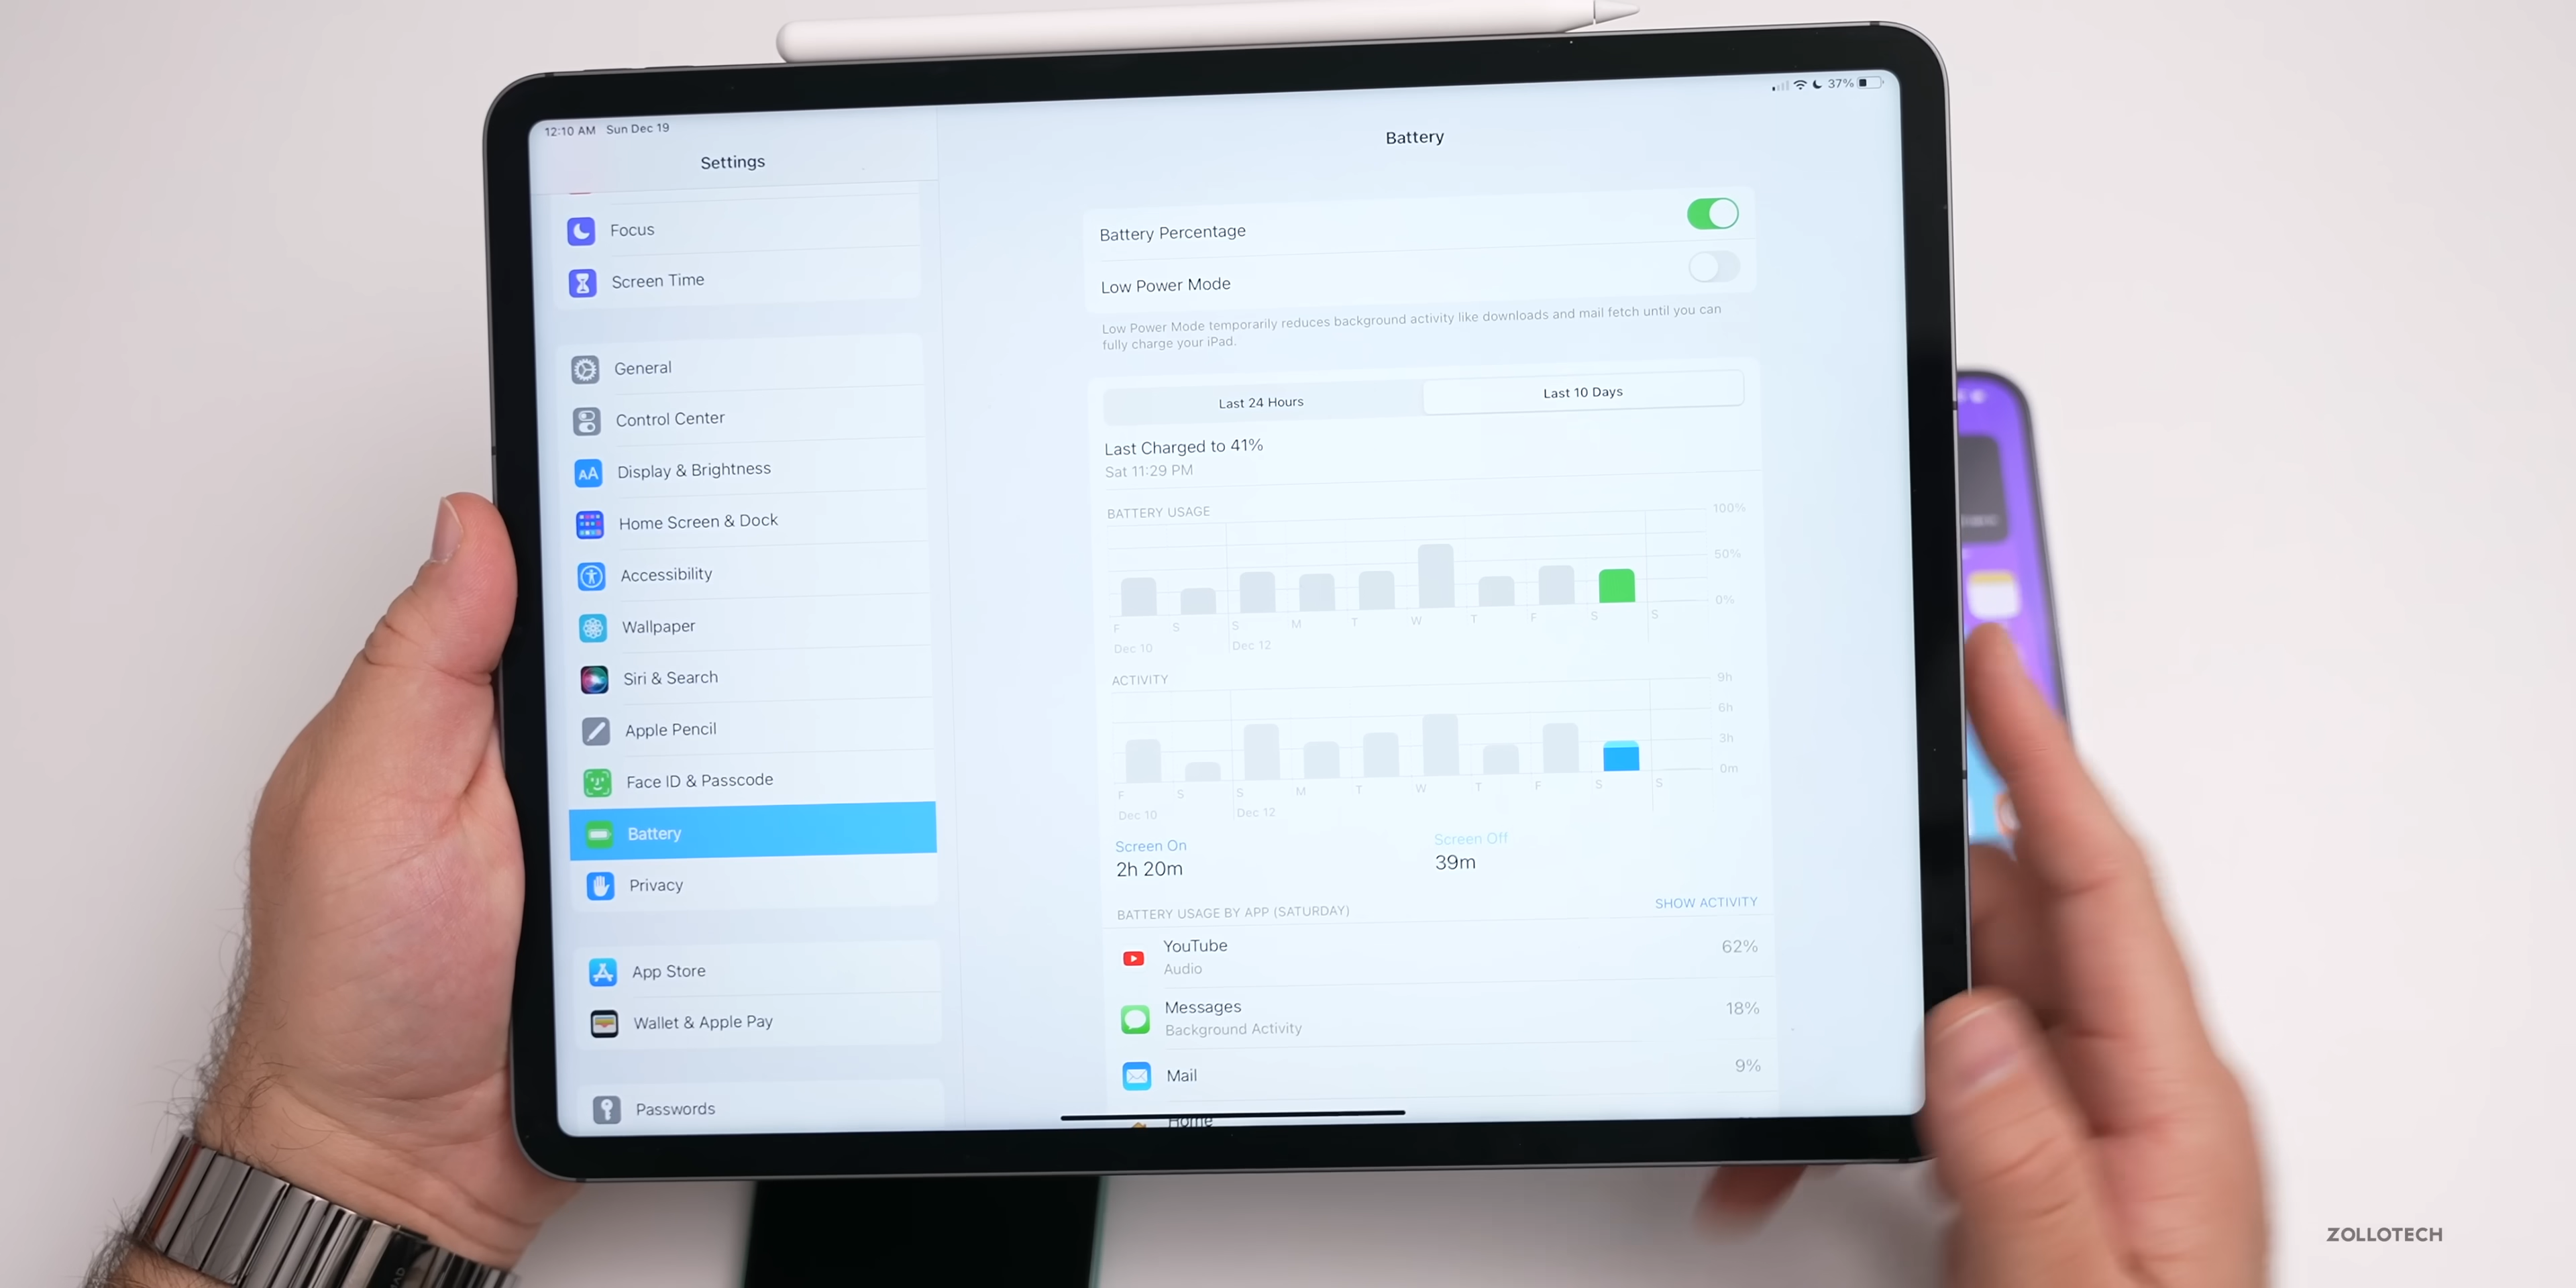 12:10 AM Sun Dec 19
37%
Settings
Focus
Screen Time
General
Control Center
AA
Display & Brightness
Home Screen & Dock
Accessibility
Wallpaper
Siri & Search
Apple Pencil
Face ID & Passcode
Battery
Privacy
App Store
Wallet & Apple Pay
Passwords
Battery
Battery Percentage
Low Power Mode
Low Power Mode temporarily reduces background activity like downloads and mail fetch until you can
fully charge your iPad.
Last 24 Hours Last 10 Days
Last Charged to 41%
Sat 11:29 PM
BATTERY USAGE
100%
50%
0%
F S S M T W T F S S
Dec 10 Dec 12
ACTIVITY
9h
6h
3h
0m
F S S M T W T F S S
Dec 10 Dec 12
Screen On Screen Off
2h 20m 39m
BATTERY USAGE BY APP (SATURDAY) SHOW ACTIVITY
YouTube 62%
Audio
Messages 18%
Background Activity
Mail 9%
Home
ZOLLOTECH